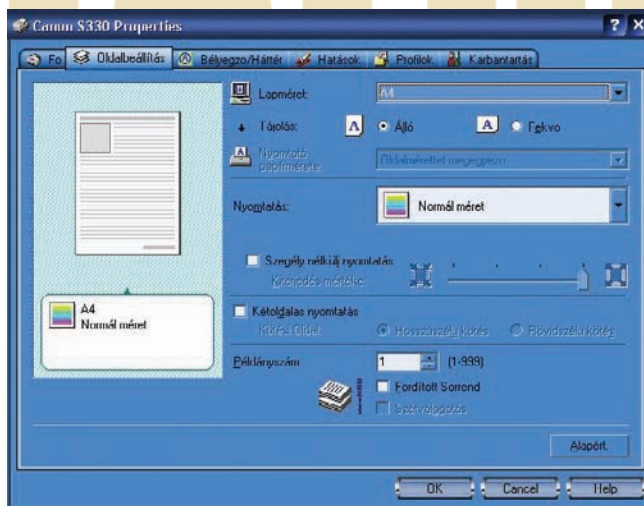 Canon S330 Properties
Fo Oldalbeállítás Bélyegzo/Háttér Hatások Profilok Karbantartás
Lapméret: A4
Tárolás: A Álló A Fekvo
Nyomtató papírmérete: Oldalmérettel megegyezo
Nyomtatás: Normál méret
Szegély nélküli nyomtatás
Kiterjedés mértéke:
A4
Normál méret
Kétoldalas nyomtatás
Kötési Oldal: Hosszúszélu kötés Rövidszélu kötés
Példányszám 1 (1-999)
Fordított Sorrend
Szétválogatás
Alapért.
OK Cancel Help